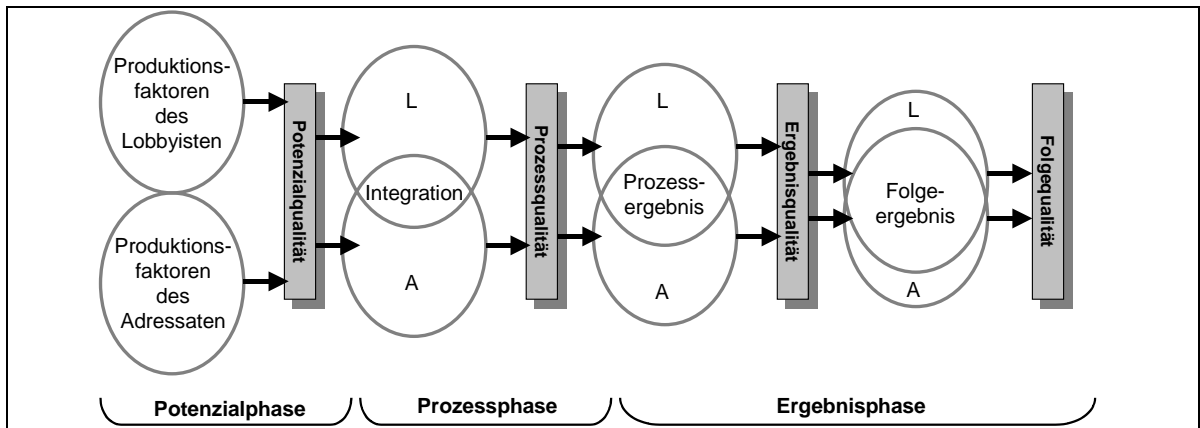 Produktions-
faktoren
des
Lobbyisten
Produktions-
faktoren
des
Adressaten
Potenzialqualität
L
Integration
A
Prozessqualität
L
Prozess-
ergebnis
A
Ergebnisqualität
L
Folge-
ergebnis
A
Folgequalität
Potenzialphase
Prozessphase
Ergebnisphase